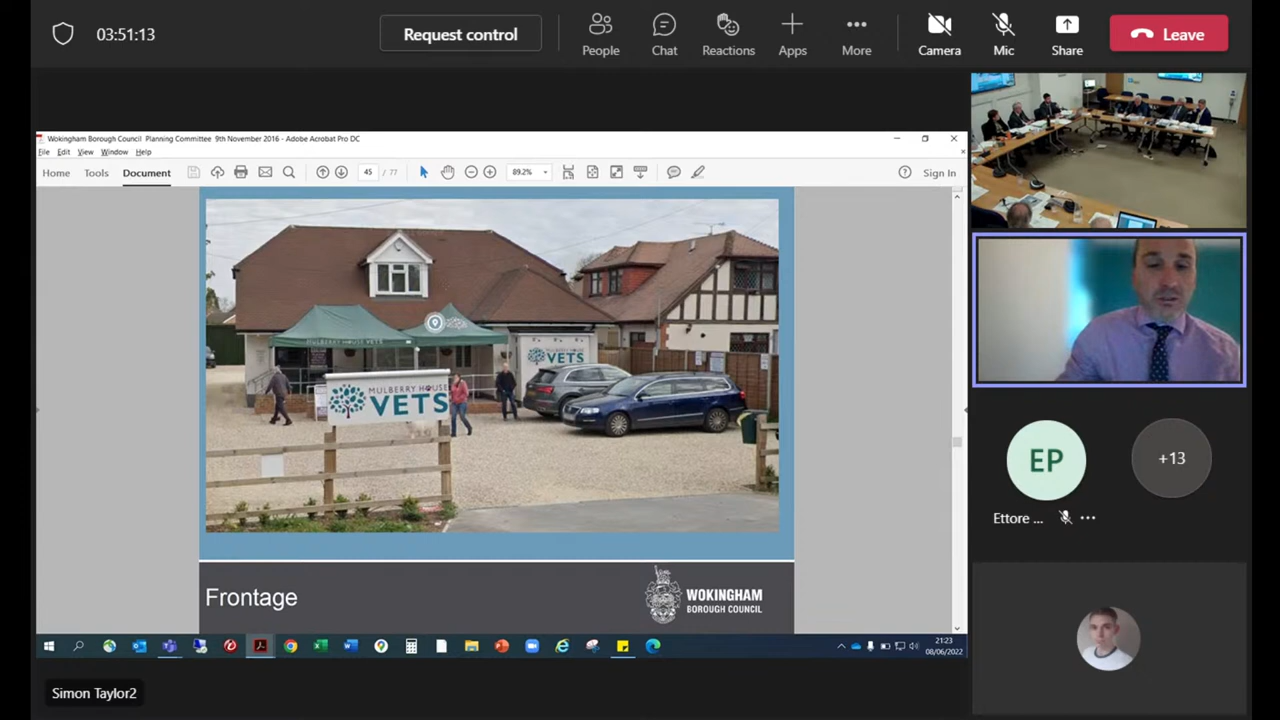 03:51:13
Request control
People
Chat
Reactions
Apps
More
Camera
Mic
Share
Leave
Wokingham Borough Council Planning Committee 9th November 2016 - Adobe Acrobat Pro DC
File Edit View Window Help
Home Tools Document
45 / 77
89.2%
Sign In
MULBERRY HOUSE VETS
VETS
MULBERRY HOUSE
VETS
Frontage
WOKINGHAM
BOROUGH COUNCIL
EP
+13
Ettore ...
21:23
08/06/2022
Simon Taylor2